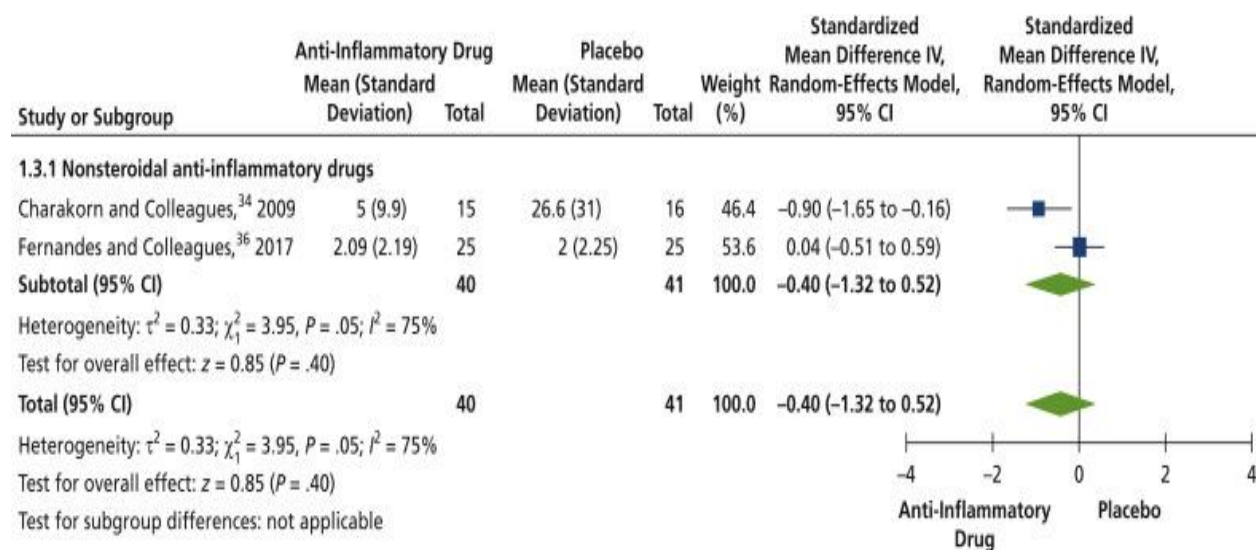 Anti-Inflammatory Drug Placebo Standardized Mean Difference IV, Random-Effects Model, 95% CI Standardized Mean Difference IV, Random-Effects Model, 95% CI
Study or Subgroup Mean (Standard Deviation) Total Mean (Standard Deviation) Total Weight (%)
1.3.1 Nonsteroidal anti-inflammatory drugs
Charakorn and Colleagues,³⁴ 2009 5 (9.9) 15 26.6 (31) 16 46.4 –0.90 (–1.65 to –0.16)
Fernandes and Colleagues,³⁶ 2017 2.09 (2.19) 25 2 (2.25) 25 53.6 0.04 (–0.51 to 0.59)
Subtotal (95% CI) 40 41 100.0 –0.40 (–1.32 to 0.52)
Heterogeneity: τ² = 0.33; χ²₁ = 3.95, P = .05; I² = 75%
Test for overall effect: z = 0.85 (P = .40)
Total (95% CI) 40 41 100.0 –0.40 (–1.32 to 0.52)
Heterogeneity: τ² = 0.33; χ²₁ = 3.95, P = .05; I² = 75%
Test for overall effect: z = 0.85 (P = .40)
Test for subgroup differences: not applicable
–4 –2 0 2 4
Anti-Inflammatory Drug Placebo